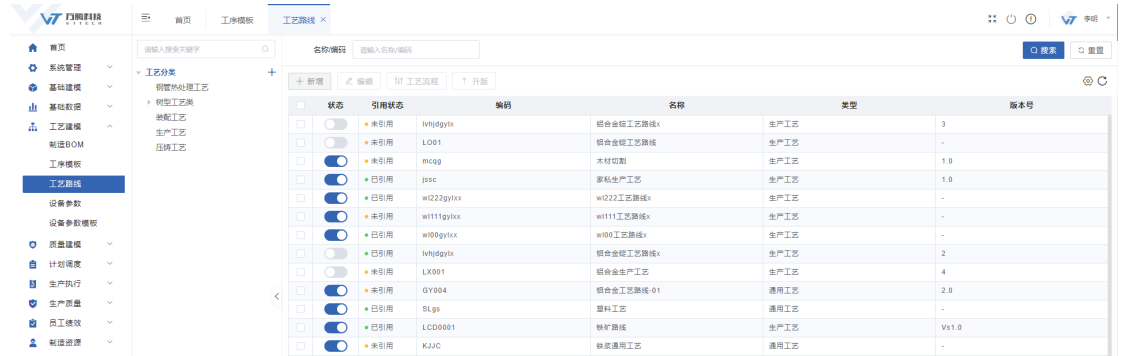 万腾科技
VTTECH
首页 工序模板 工艺路线 ×
李明
首页
系统管理
基础建模
基础数据
工艺建模
制造BOM
工序模板
工艺路线
设备参数
设备参数模板
质量建模
计划调度
生产执行
生产质量
员工绩效
制造资源
请输入搜索关键字
工艺分类 +
钢管热处理工艺
树型工艺类
装配工艺
生产工艺
压铸工艺
名称/编码 请输入名称/编码 搜索 重置
+ 新增 编辑 工艺流程 开版
状态 引用状态 编码 名称 类型 版本号
未引用 lvhjdgylx 铝合金锭工艺路线x 生产工艺 3
未引用 LO01 铝合金锭工艺路线 生产工艺 -
未引用 mcqg 木材切割 生产工艺 1.0
已引用 jssc 家私生产工艺 生产工艺 1.0
已引用 wl222gylxx wl222工艺路线x 生产工艺 -
未引用 wl111gylxx wl111工艺路线x 生产工艺 -
已引用 wl00gylxx wl00工艺路线x 生产工艺 -
已引用 lvhjdgylx 铝合金锭工艺路线x 生产工艺 2
未引用 LX001 铝合金生产工艺 生产工艺 4
未引用 GY004 铝合金工艺路线-01 通用工艺 2.0
已引用 SLgs 塑料工艺 通用工艺 -
已引用 LCD0001 铁矿路线 生产工艺 Vs1.0
未引用 KJJC 铁浆通用工艺 通用工艺 -